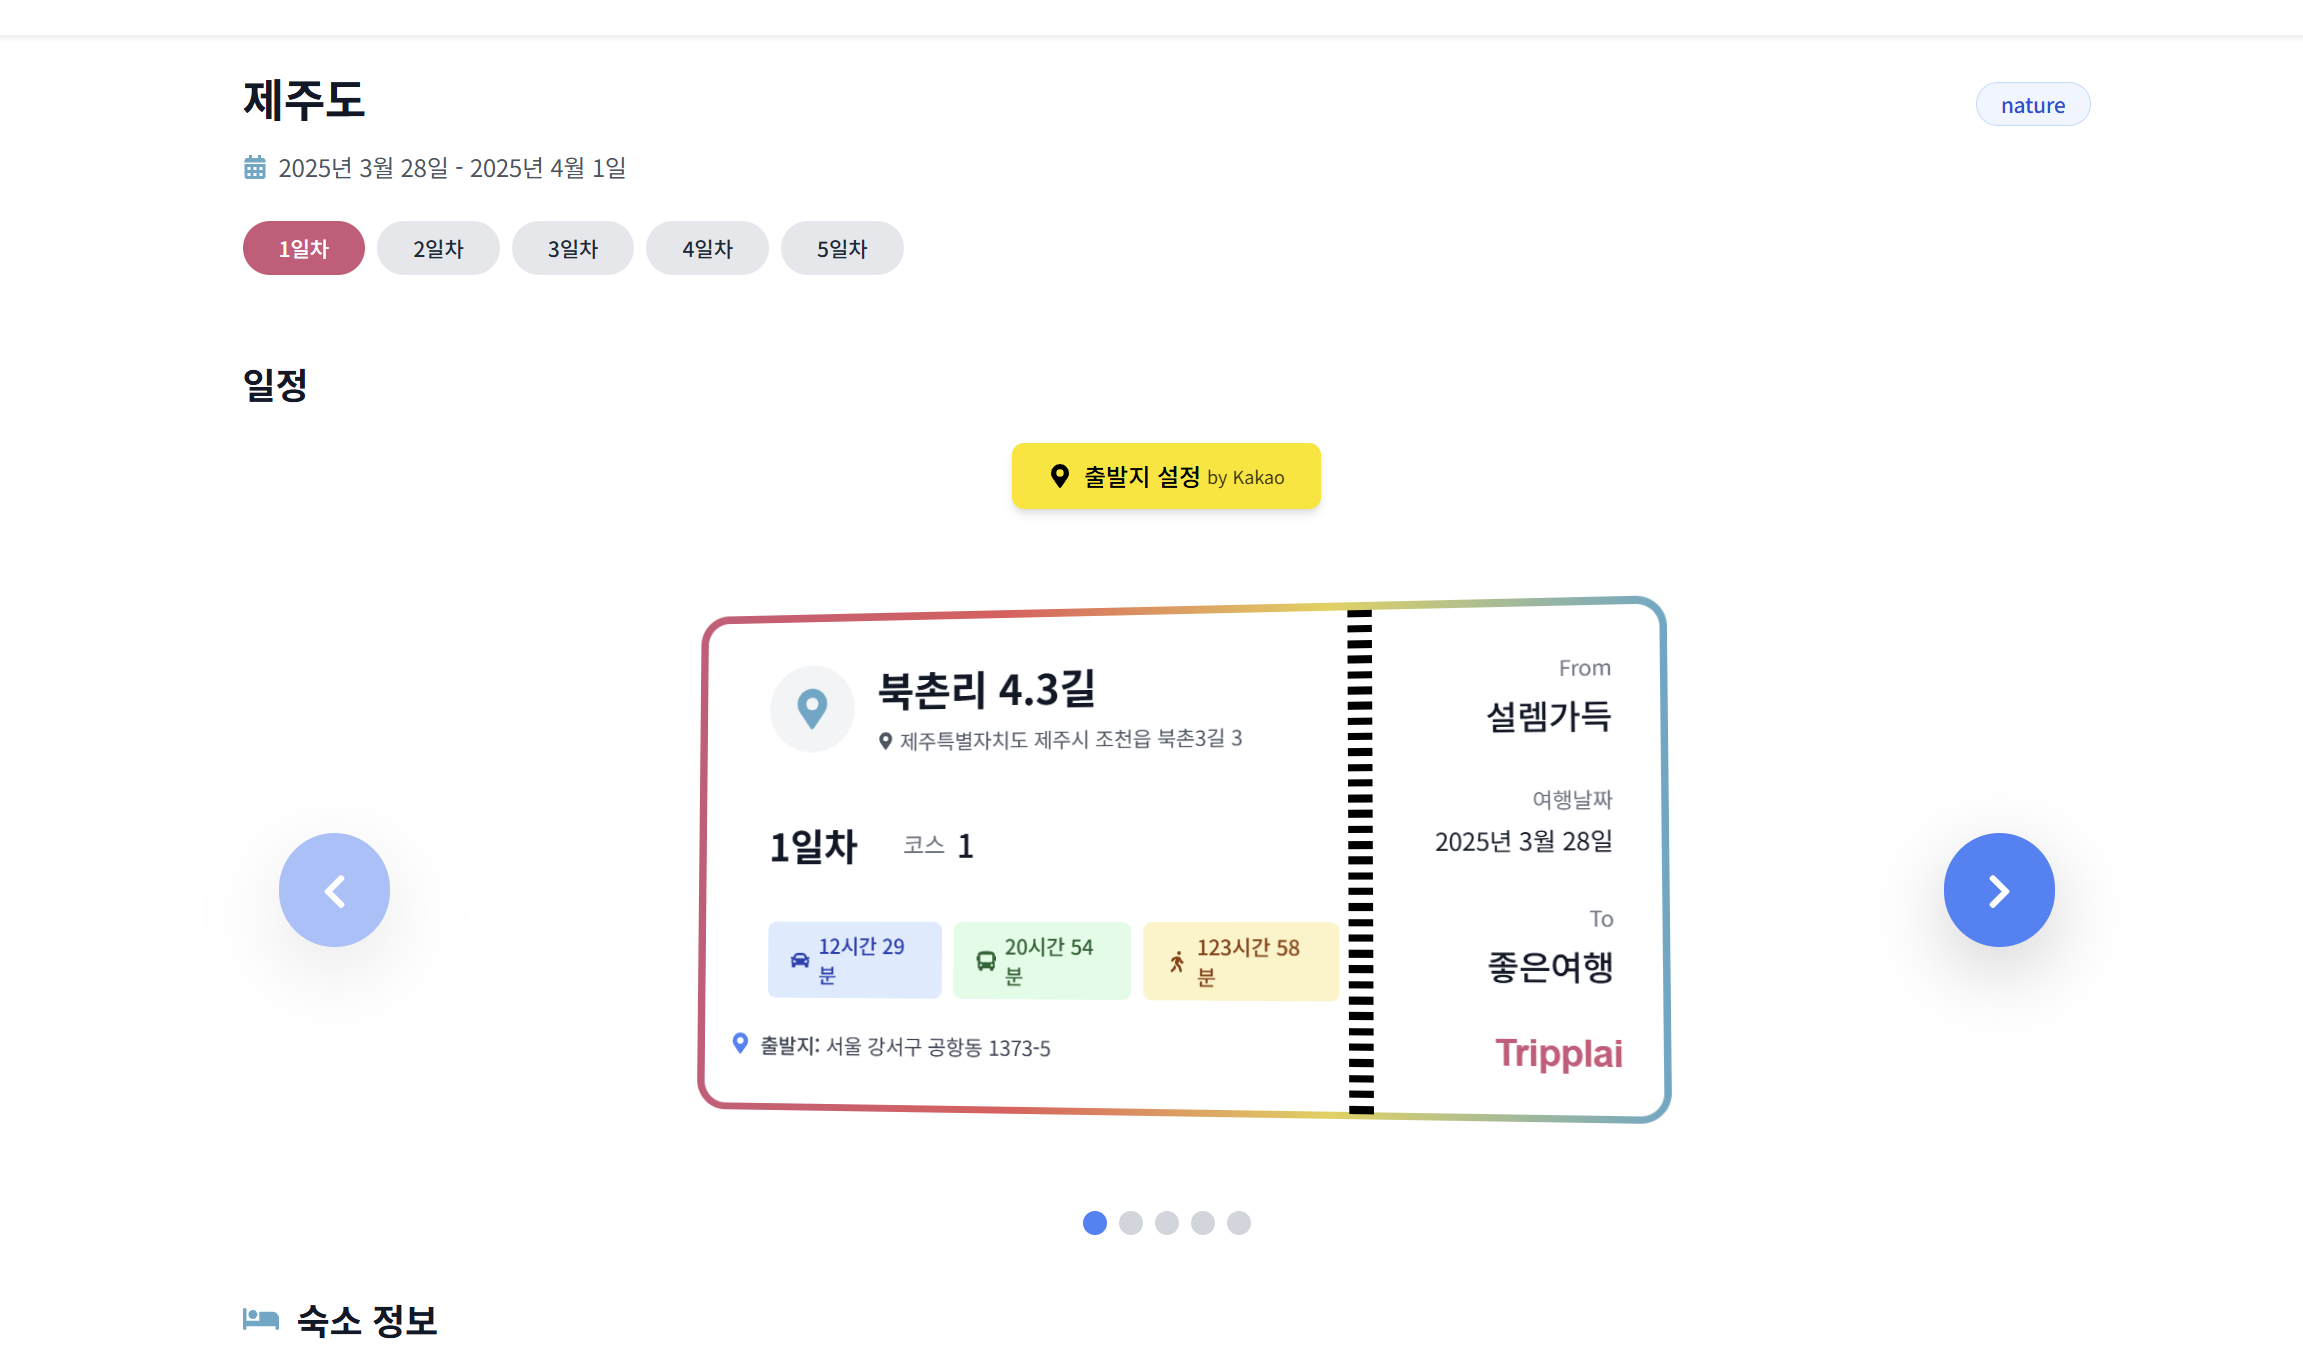 제주도
nature
2025년 3월 28일 - 2025년 4월 1일
1일차
2일차
3일차
4일차
5일차
일정
출발지 설정 by Kakao
북촌리 4.3길
제주특별자치도 제주시 조천읍 북촌3길 3
1일차 코스 1
12시간 29
분
20시간 54
분
123시간 58
분
출발지: 서울 강서구 공항동 1373-5
From
설렘가득
여행날짜
2025년 3월 28일
To
좋은여행
Tripplai
숙소 정보